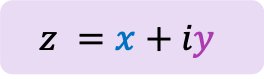 z = x + iy